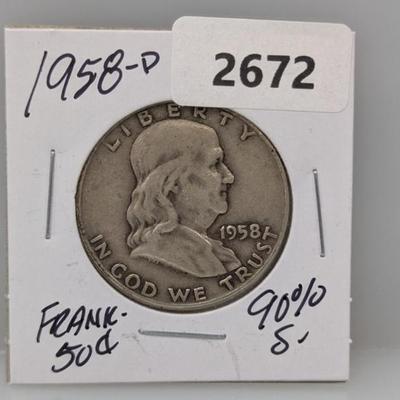 1958-D
2672
LIBERTY
1958
IN GOD WE TRUST
FRANK.
50¢
90%
S.